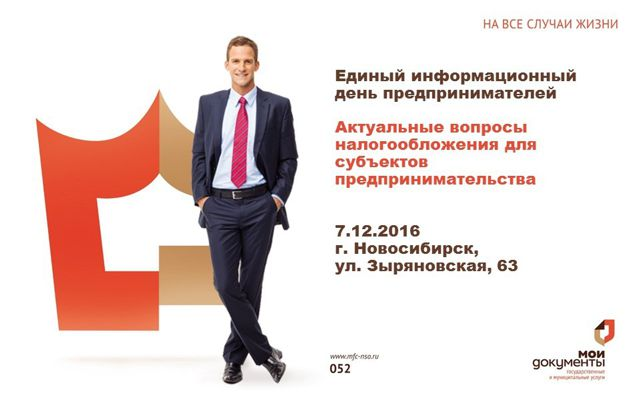 НА ВСЕ СЛУЧАИ ЖИЗНИ
Единый информационный
день предпринимателей
Актуальные вопросы
налогообложения для
субъектов
предпринимательства
7.12.2016
г. Новосибирск,
ул. Зыряновская, 63
www.mfc-nso.ru
052
мои
документы
государственные
и муниципальные услуги